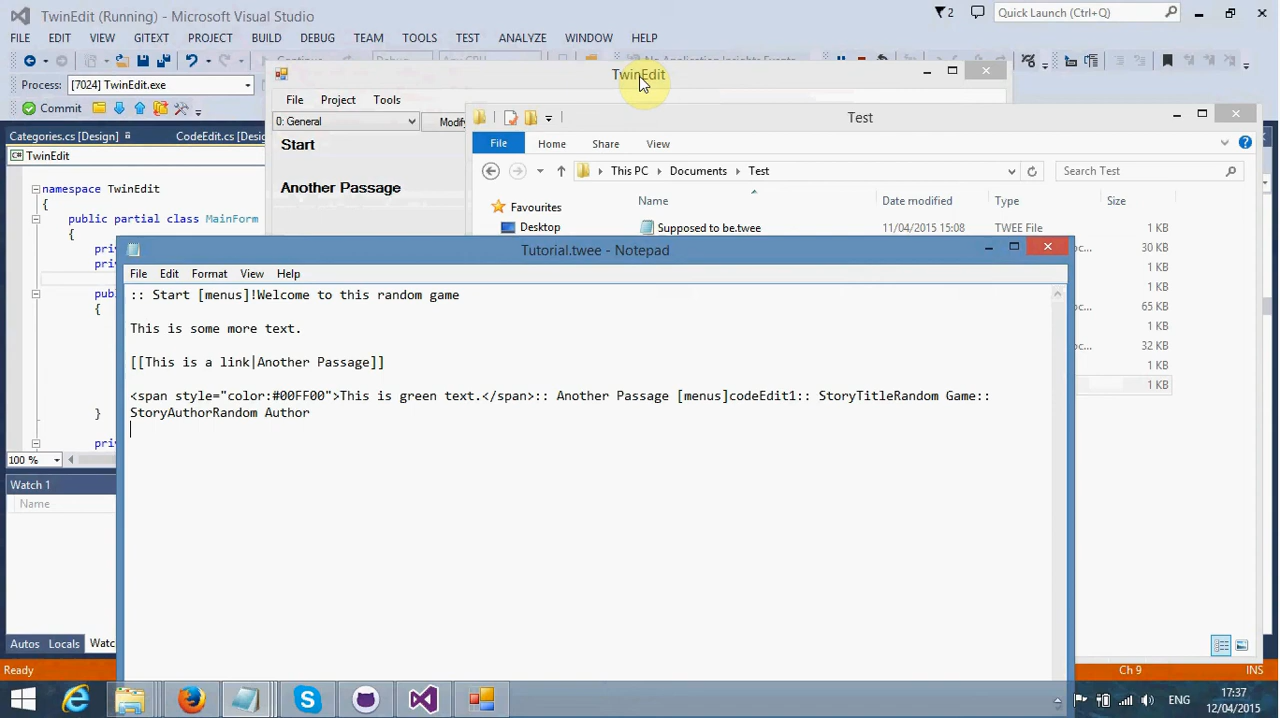 TwinEdit (Running) - Microsoft Visual Studio
2
Quick Launch (Ctrl+Q)
FILE EDIT VIEW GITEXT PROJECT BUILD DEBUG TEAM TOOLS TEST ANALYZE WINDOW HELP
Process: [7024] TwinEdit.exe
Commit
Categories.cs [Design] CodeEdit.cs [Design]
TwinEdit
namespace TwinEdit
{
public partial class MainForm
{
{
}
100 %
Watch 1
Name
Autos Locals
Ready
Ch 9
INS
TwinEdit
File Project Tools
0: General
Start
Another Passage
Test
File Home Share View
This PC Documents Test
Search Test
Name Date modified Type Size
Favourites
Desktop
Supposed to be.twee 11/04/2015 15:08 TWEE File 1 KB
30 KB
1 KB
1 KB
65 KB
1 KB
32 KB
1 KB
1 KB
Tutorial.twee - Notepad
File Edit Format View Help
:: Start [menus]!Welcome to this random game
This is some more text.
[[This is a link|Another Passage]]
<span style="color:#00FF00">This is green text.</span>:: Another Passage [menus]codeEdit1:: StoryTitleRandom Game::
StoryAuthorRandom Author
ENG
17:37
12/04/2015